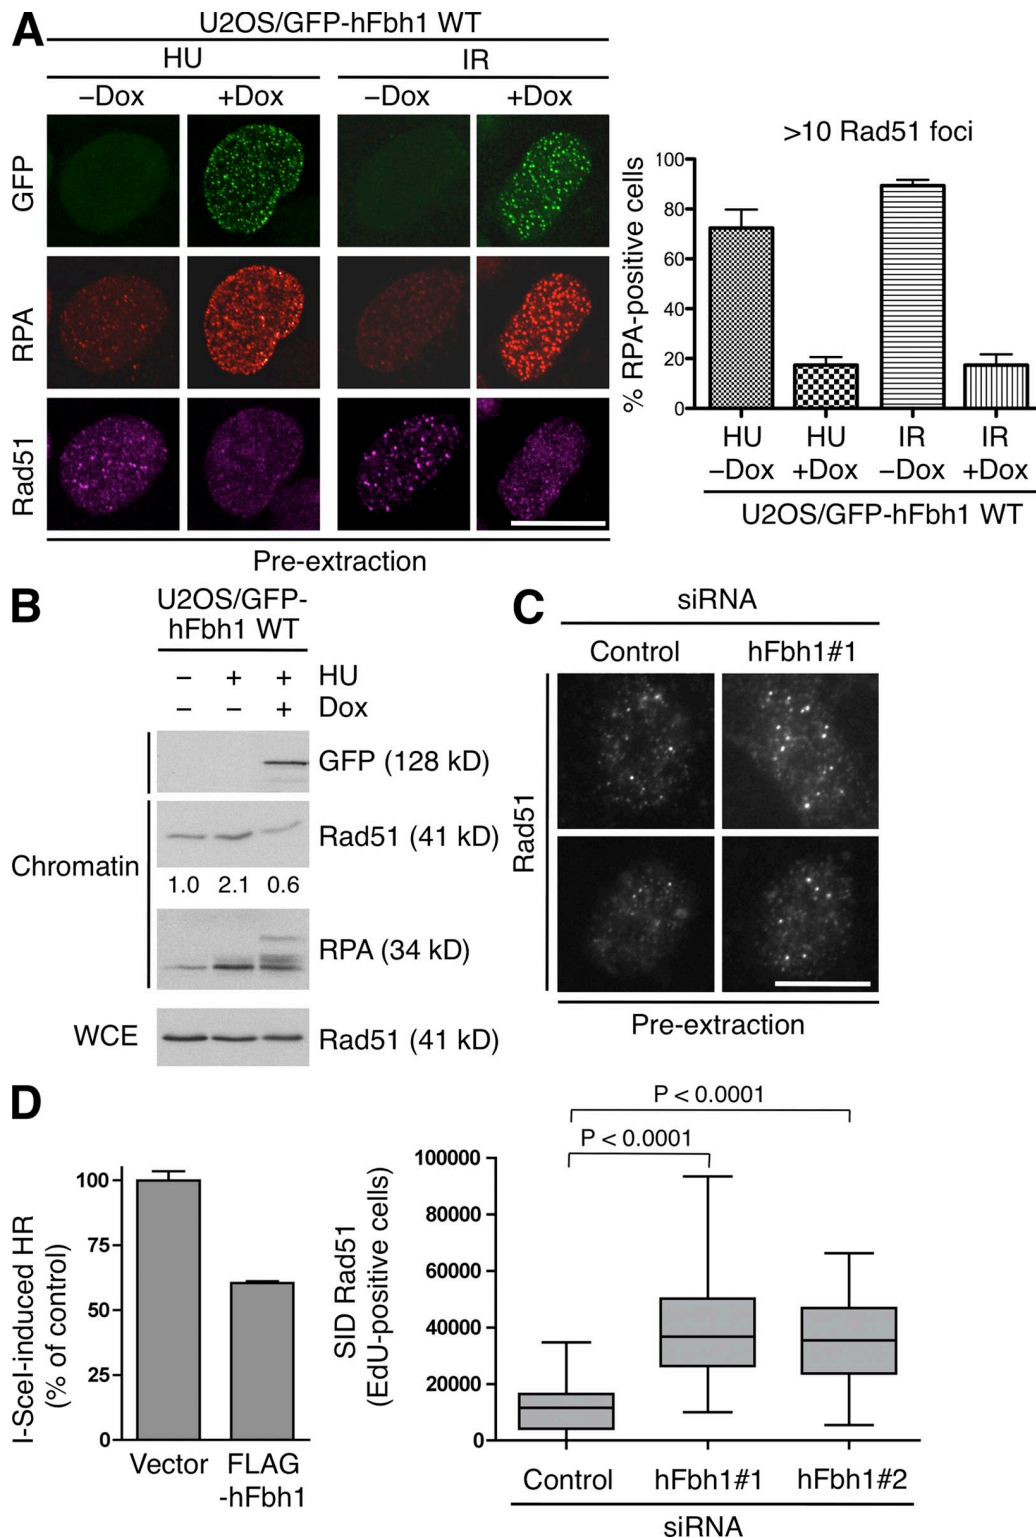 A
U2OS/GFP-hFbh1 WT
HU IR
–Dox +Dox –Dox +Dox
GFP
RPA
Rad51
Pre-extraction
>10 Rad51 foci
% RPA-positive cells
100
80
60
40
20
0
HU HU IR IR
–Dox +Dox –Dox +Dox
U2OS/GFP-hFbh1 WT
B
U2OS/GFP-
hFbh1 WT
– + + HU
– – + Dox
GFP (128 kD)
Rad51 (41 kD)
Chromatin
1.0 2.1 0.6
RPA (34 kD)
WCE
Rad51 (41 kD)
C
siRNA
Control hFbh1#1
Rad51
Pre-extraction
D
I-SceI-induced HR
(% of control)
100
75
50
25
0
Vector FLAG
-hFbh1
P < 0.0001
P < 0.0001
SID Rad51
(EdU-positive cells)
100000
80000
60000
40000
20000
0
Control hFbh1#1 hFbh1#2
siRNA